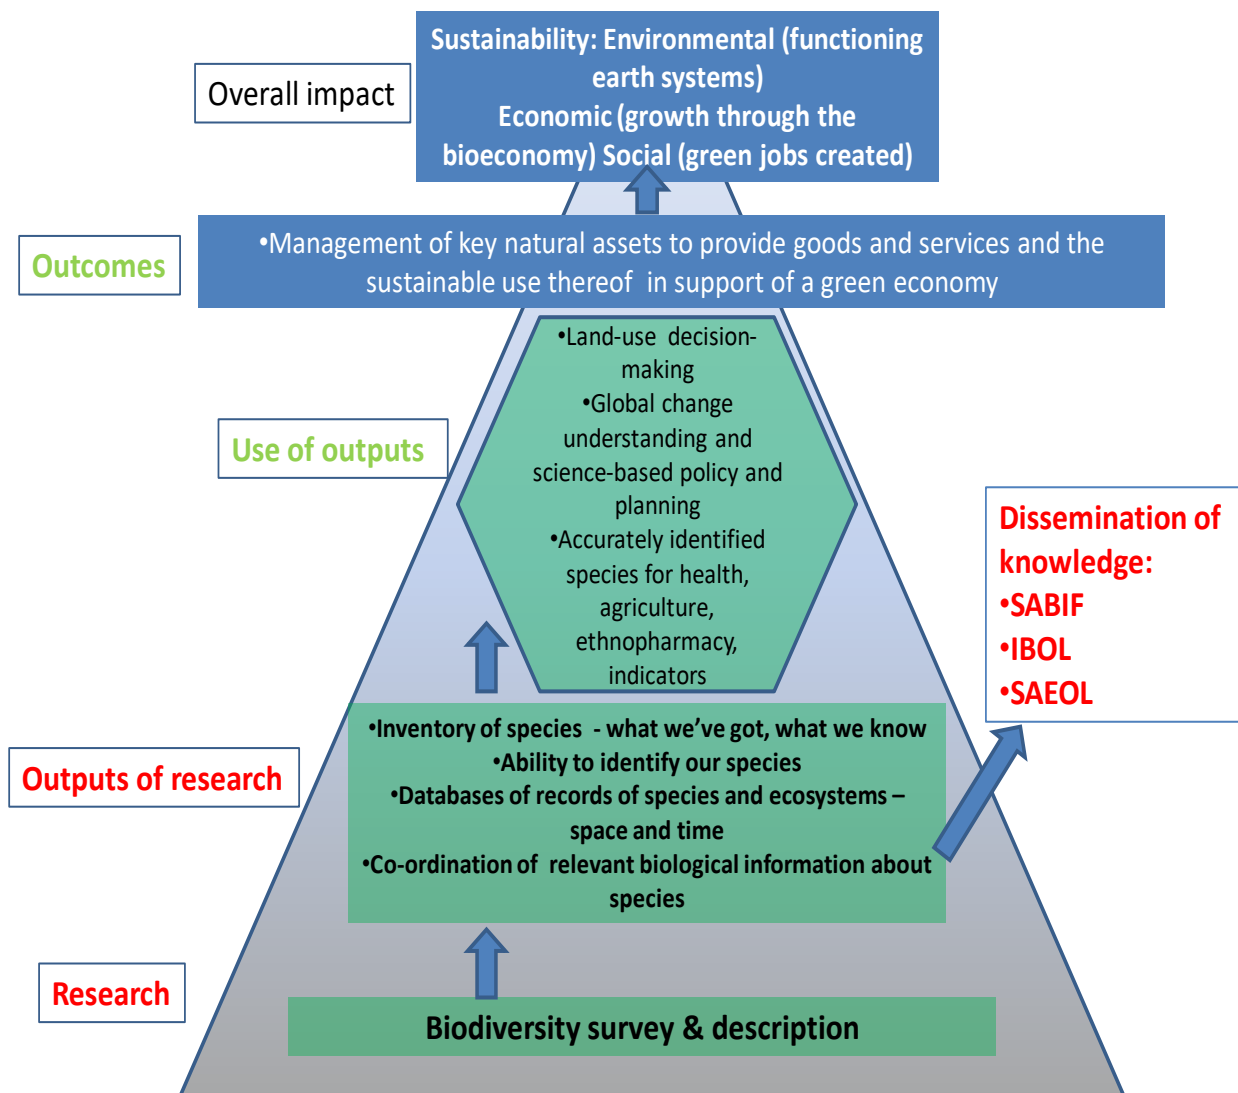 Sustainability: Environmental (functioning
earth systems)
Economic (growth through the
bioeconomy) Social (green jobs created)
Overall impact
•Management of key natural assets to provide goods and services and the
sustainable use thereof in support of a green economy
Outcomes
•Land-use decision-
making
•Global change
understanding and
science-based policy and
planning
•Accurately identified
species for health,
agriculture,
ethnopharmacy,
indicators
Use of outputs
Dissemination of
knowledge:
•SABIF
•IBOL
•SAEOL
•Inventory of species - what we’ve got, what we know
•Ability to identify our species
•Databases of records of species and ecosystems –
space and time
•Co-ordination of relevant biological information about
species
Outputs of research
Research
Biodiversity survey & description